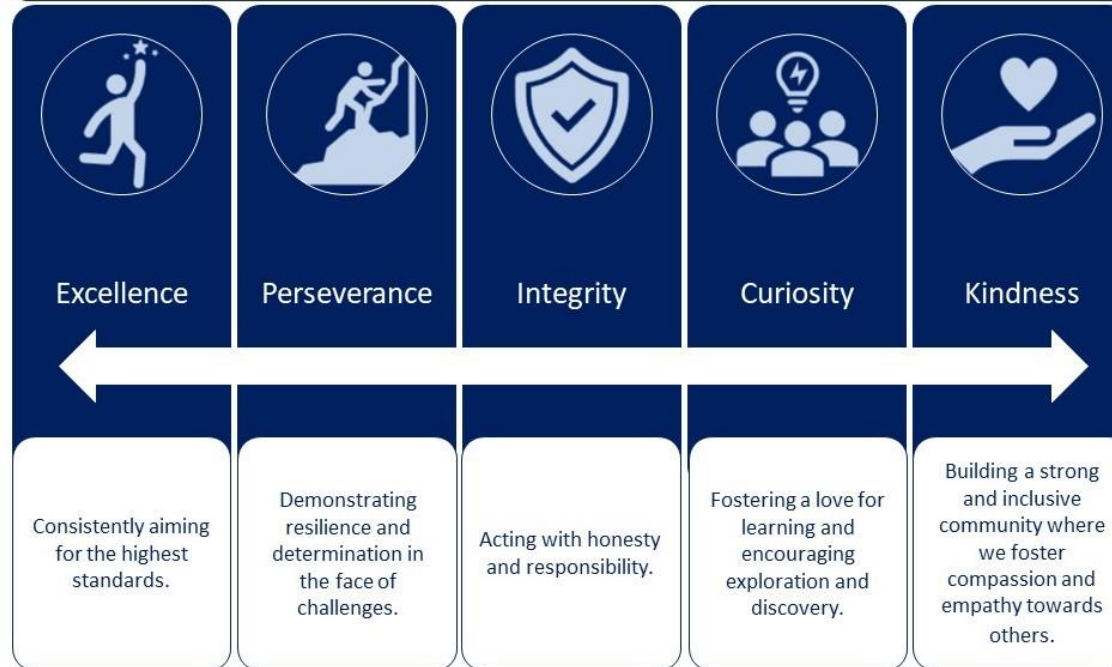 Excellence
Perseverance
Integrity
Curiosity
Kindness
Consistently aiming
for the highest
standards.
Demonstrating
resilience and
determination in
the face of
challenges.
Acting with honesty
and responsibility.
Fostering a love for
learning and
encouraging
exploration and
discovery.
Building a strong
and inclusive
community where
we foster
compassion and
empathy towards
others.